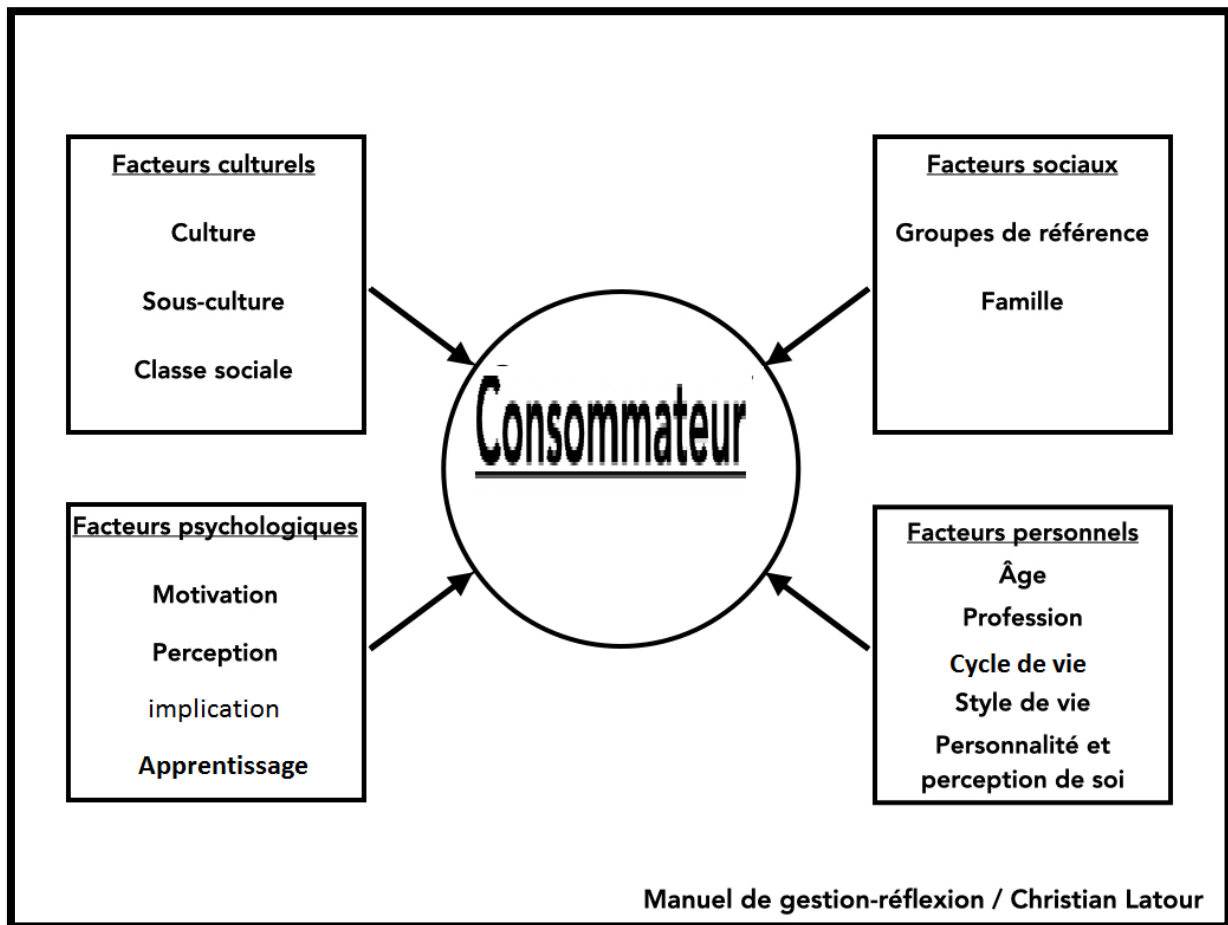 Facteurs culturels
Culture
Sous-culture
Classe sociale
Facteurs sociaux
Groupes de référence
Famille
Consommateur
Facteurs psychologiques
Motivation
Perception
implication
Apprentissage
Facteurs personnels
Âge
Profession
Cycle de vie
Style de vie
Personnalité et
perception de soi
Manuel de gestion-réflexion / Christian Latour